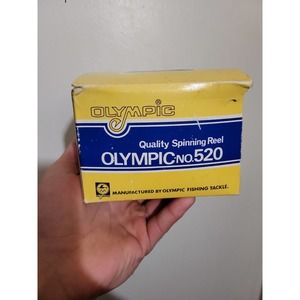 OLYMPIC
Quality Spinning Reel
OLYMPIC-NO.520
MANUFACTURED BY OLYMPIC FISHING TACKLE.